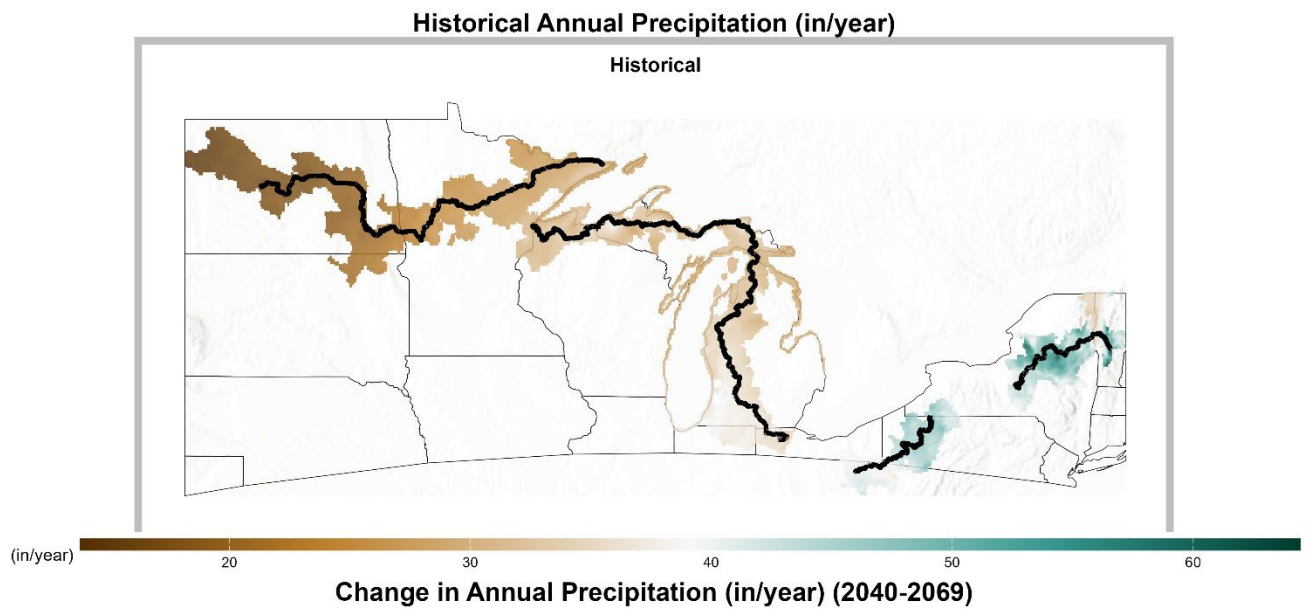 Historical Annual Precipitation (in/year)
Historical
(in/year)
20 30 40 50 60
Change in Annual Precipitation (in/year) (2040-2069)